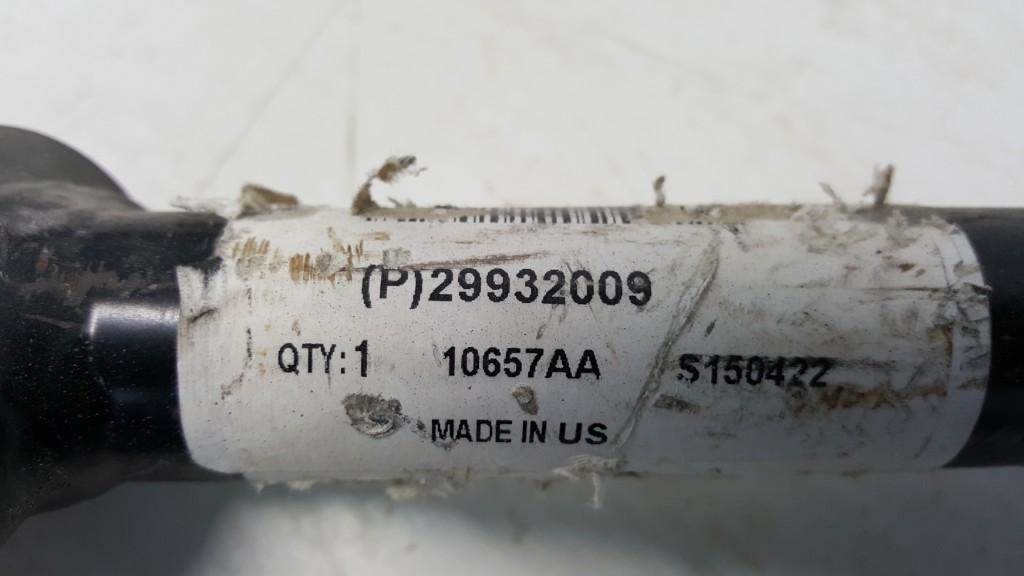 (P)29932009
QTY:1 10657AA S150422
MADE IN US